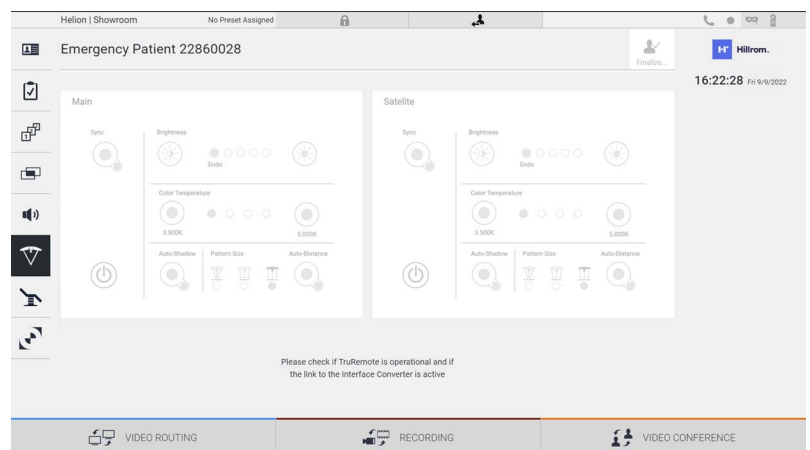 Helion | Showroom
No Preset Assigned
Emergency Patient 22860028
Finalize...
H Hillrom.
16:22:28 Fri 9/9/2022
Main
Sync
Brightness
Endo
Color Temperature
3.500K
5.000K
Auto-Shadow
Pattern Size
Auto-Distance
Satelite
Sync
Brightness
Endo
Color Temperature
3.500K
5.000K
Auto-Shadow
Pattern Size
Auto-Distance
Please check if TruRemote is operational and if
the link to the Interface Converter is active
VIDEO ROUTING
RECORDING
VIDEO CONFERENCE